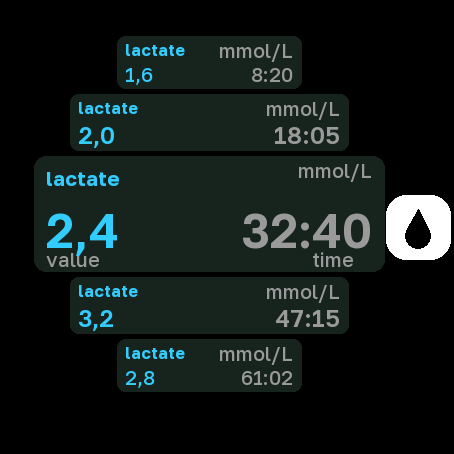 lactate mmol/L
1,6 8:20
lactate mmol/L
2,0 18:05
lactate mmol/L
2,4 32:40
value time
lactate mmol/L
3,2 47:15
lactate mmol/L
2,8 61:02